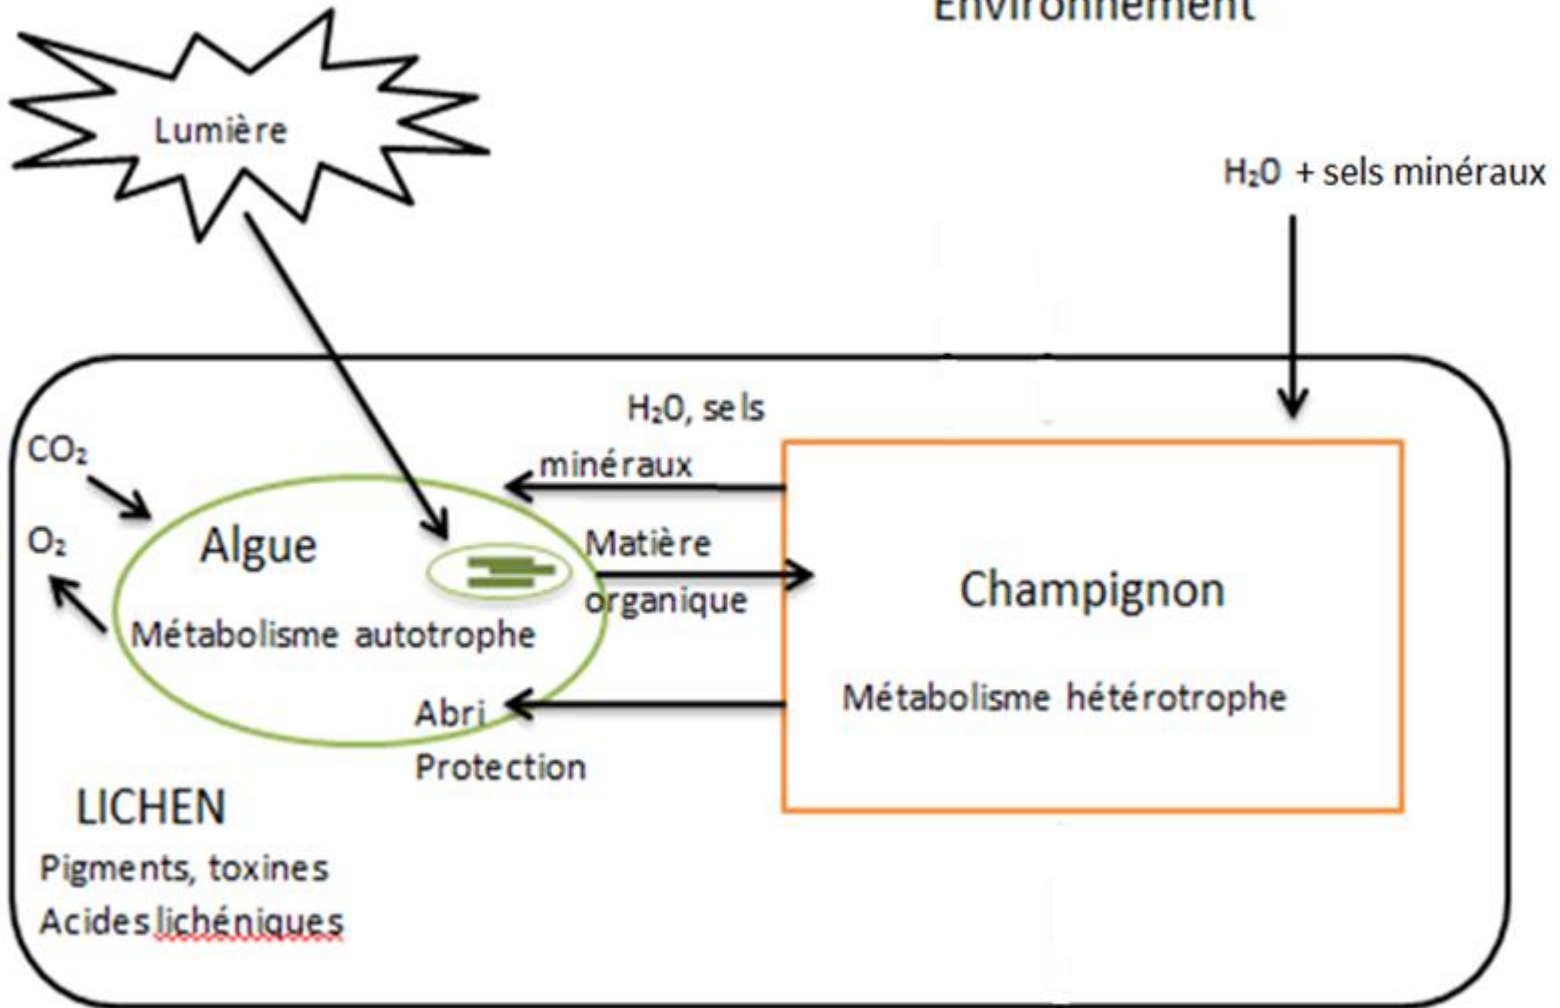 Environnement
Lumière
H₂O + sels minéraux
H₂O, sels
minéraux
CO₂
O₂
Algue
Matière
organique
Métabolisme autotrophe
Champignon
Métabolisme hétérotrophe
Abri
Protection
LICHEN
Pigments, toxines
Acides lichéniques